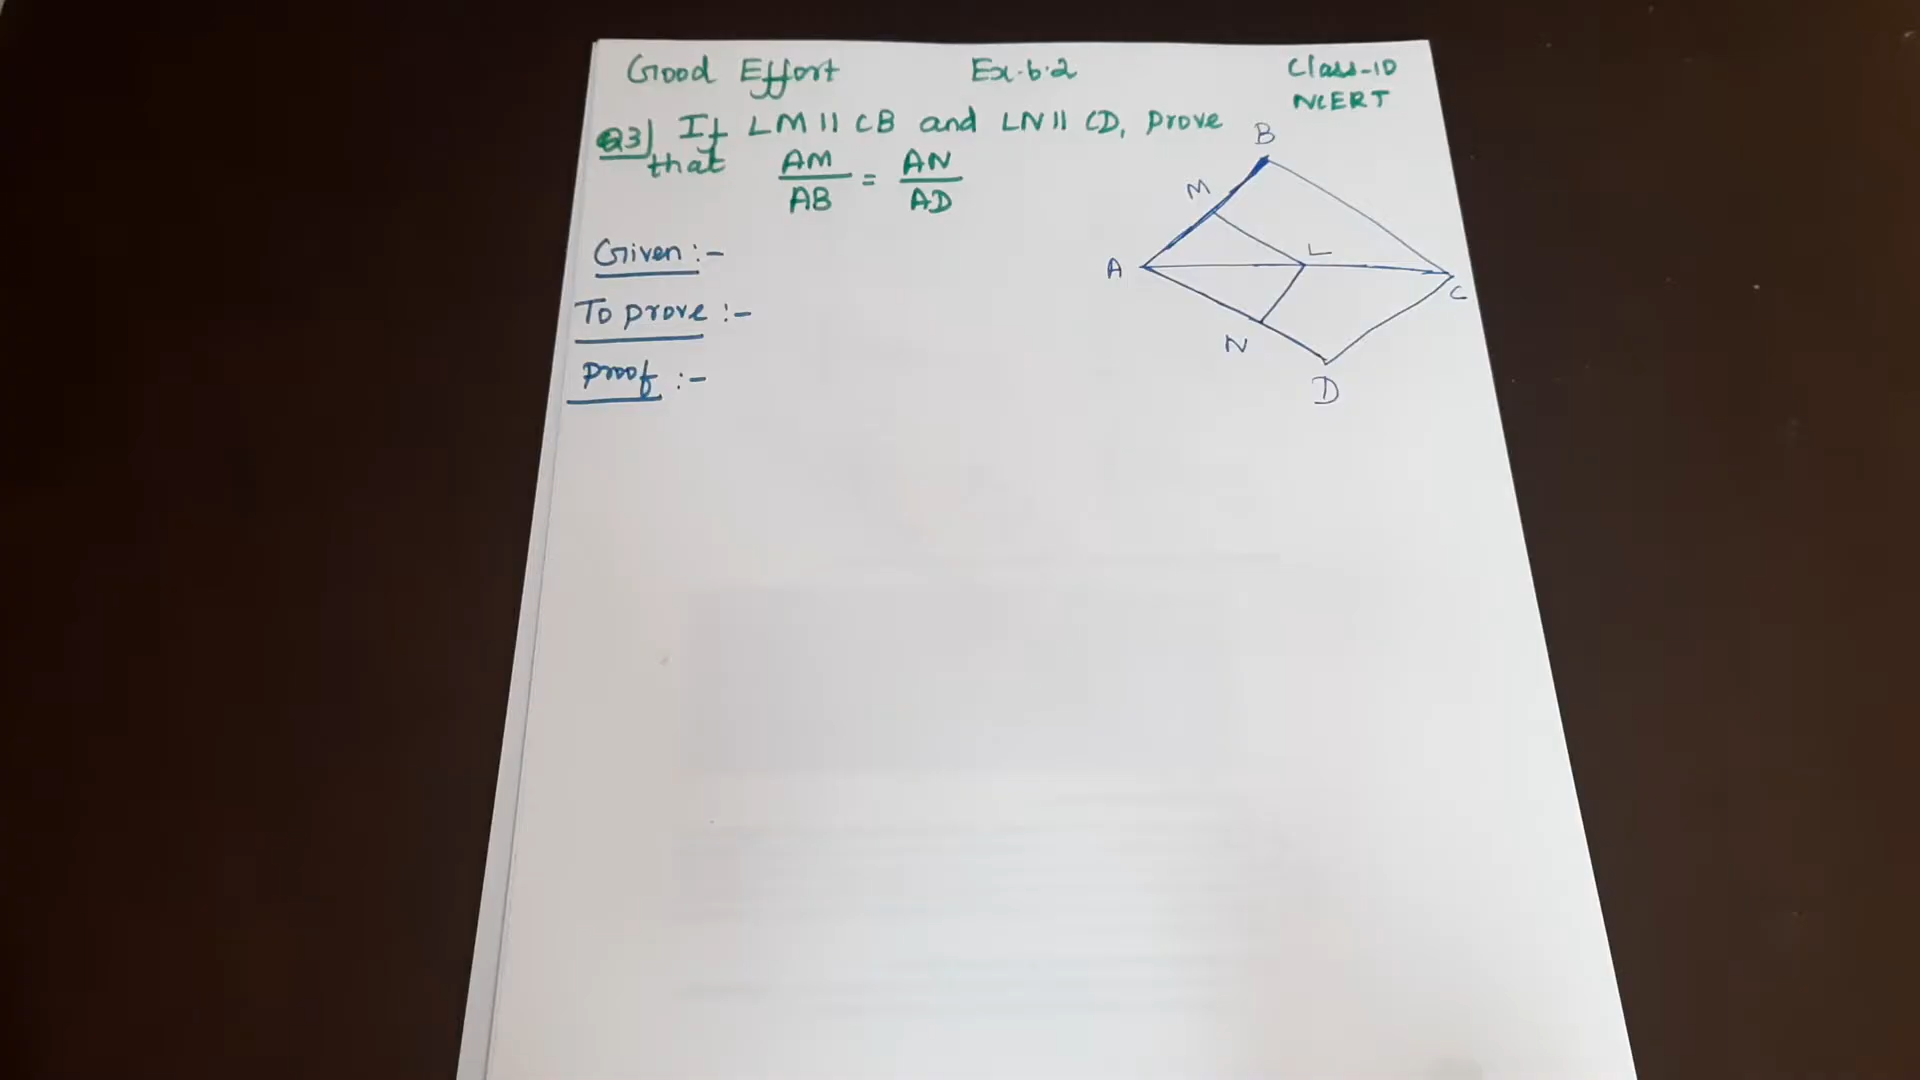 Good Effort Ex-6.2 Class-10
NCERT
Q3) If LM || CB and LN || CD, prove
that AM/AB = AN/AD
Given :-
To prove :-
Proof :-
B
M
A
L
C
N
D